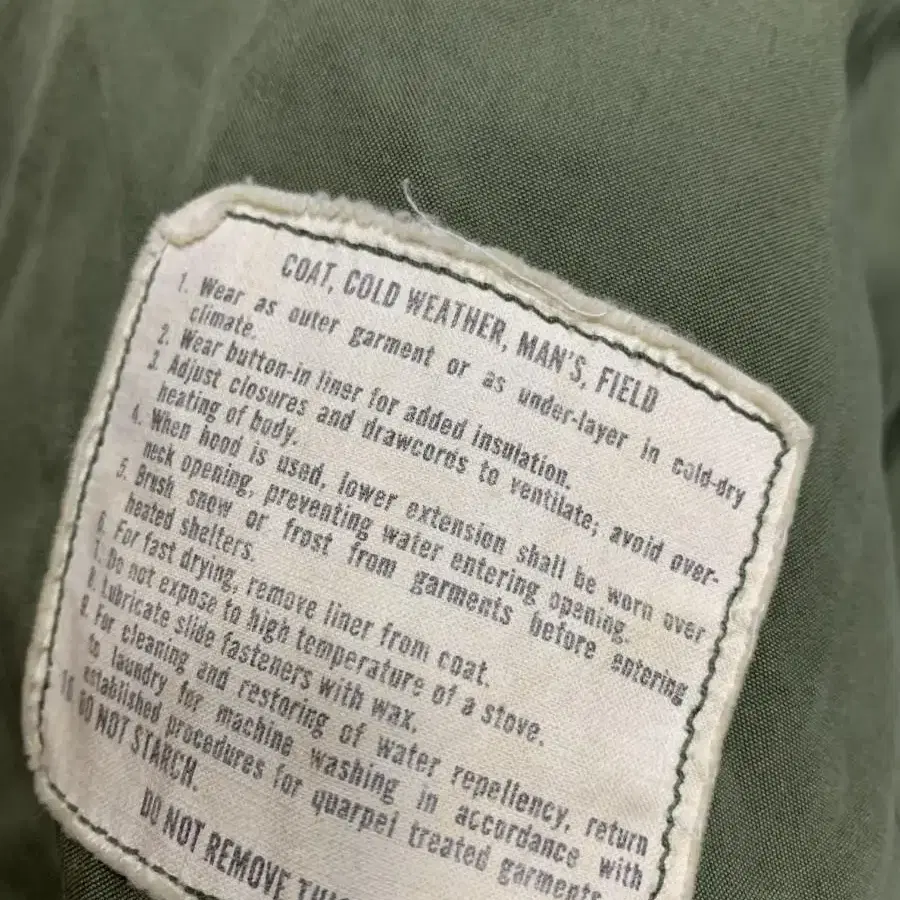 COAT, COLD WEATHER, MAN'S, FIELD
1. Wear as outer garment or as under-layer in cold-dry
climate.
2. Wear button-in liner for added insulation.
3. Adjust closures and drawcords to ventilate; avoid over-
heating of body.
4. When hood is used, lower extension shall be worn over
neck opening, preventing water entering opening.
5. Brush snow or frost from garments before entering
heated shelters.
6. For fast drying, remove liner from coat.
7. Do not expose to high temperature of a stove.
8. Lubricate slide fasteners with wax.
9. For cleaning and restoring of water repellency, return
to laundry for machine washing in accordance with
established procedures for quarpel treated garments
10 DO NOT STARCH.
DO NOT REMOVE THIS